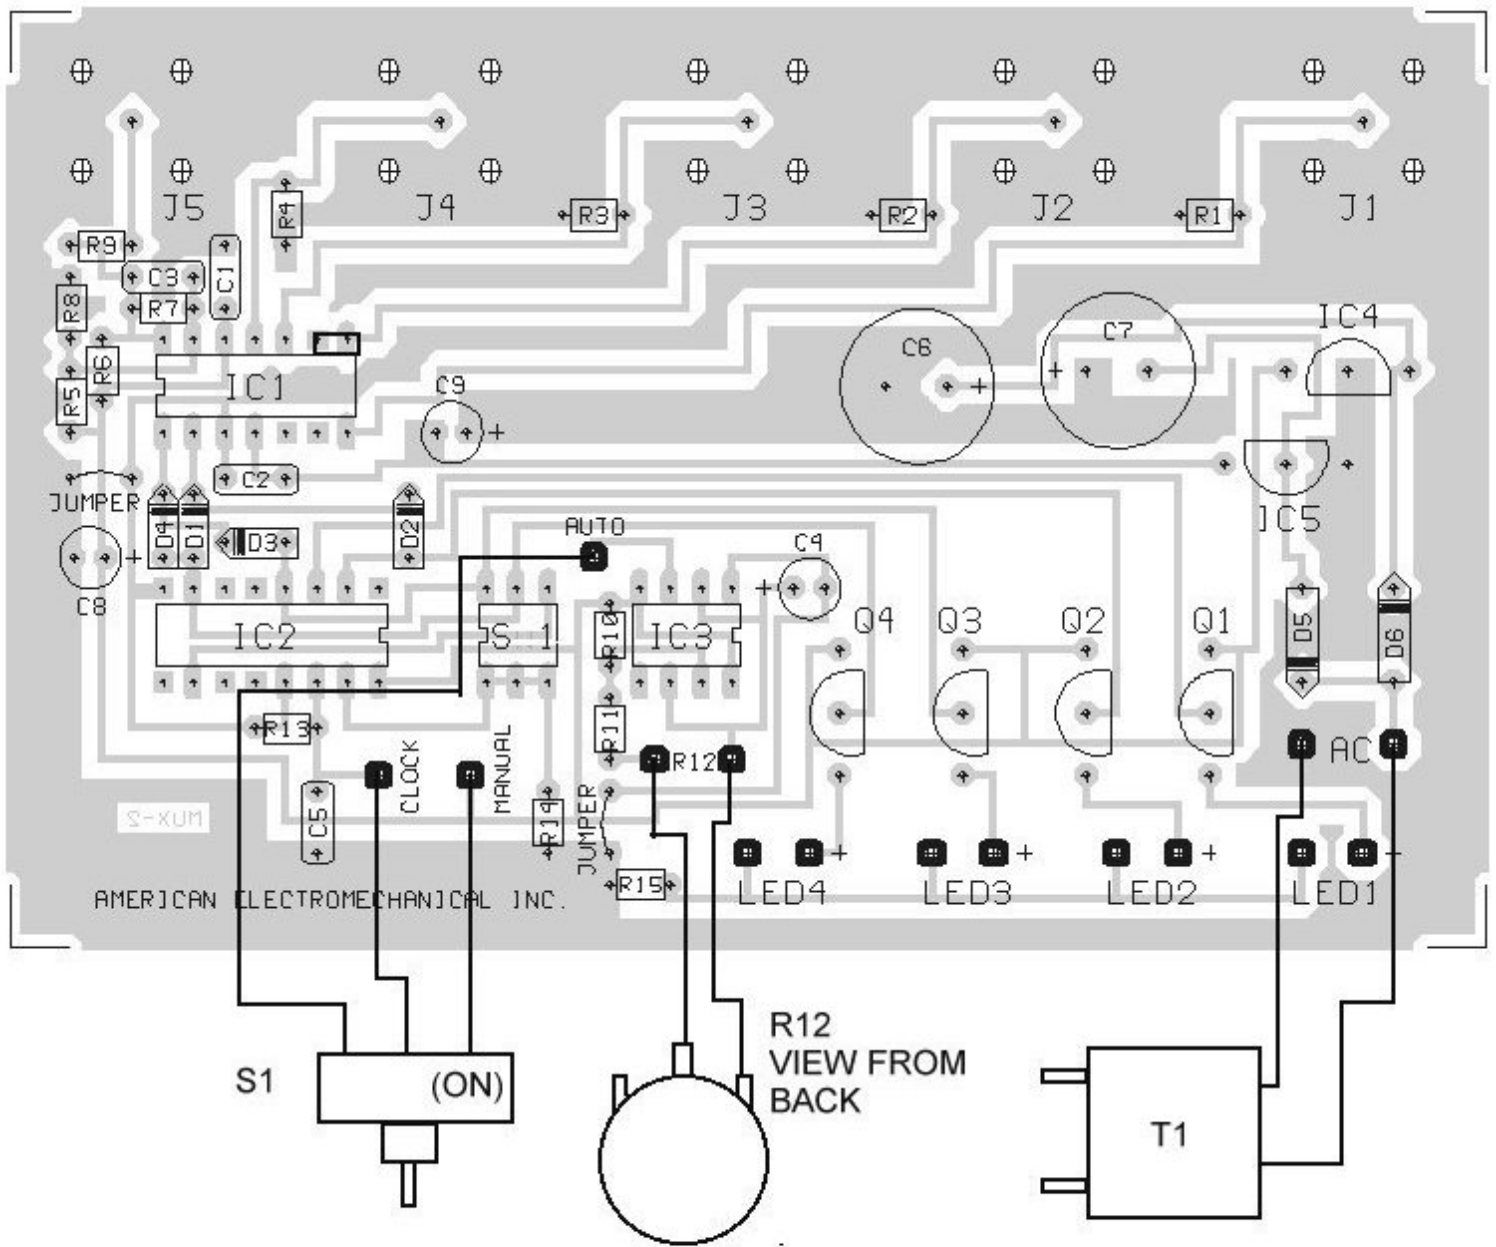 J5
J4
J3
J2
J1
R4
R3
R2
R1
R9
C3
C1
R8
R7
R6
R5
IC1
C9
C6
C7
IC4
C2
JUMPER
D4
D1
D3
D2
AUTO
IC5
C8
C4
IC2
IC3
R10
Q4
Q3
Q2
Q1
D5
D6
R13
R11
R12
CLOCK
MANUAL
AC
MUX-2
C5
R14
JUMPER
R15
LED4
LED3
LED2
LED1
AMERICAN ELECTROMECHANICAL INC.
S1
(ON)
R12
VIEW FROM
BACK
T1